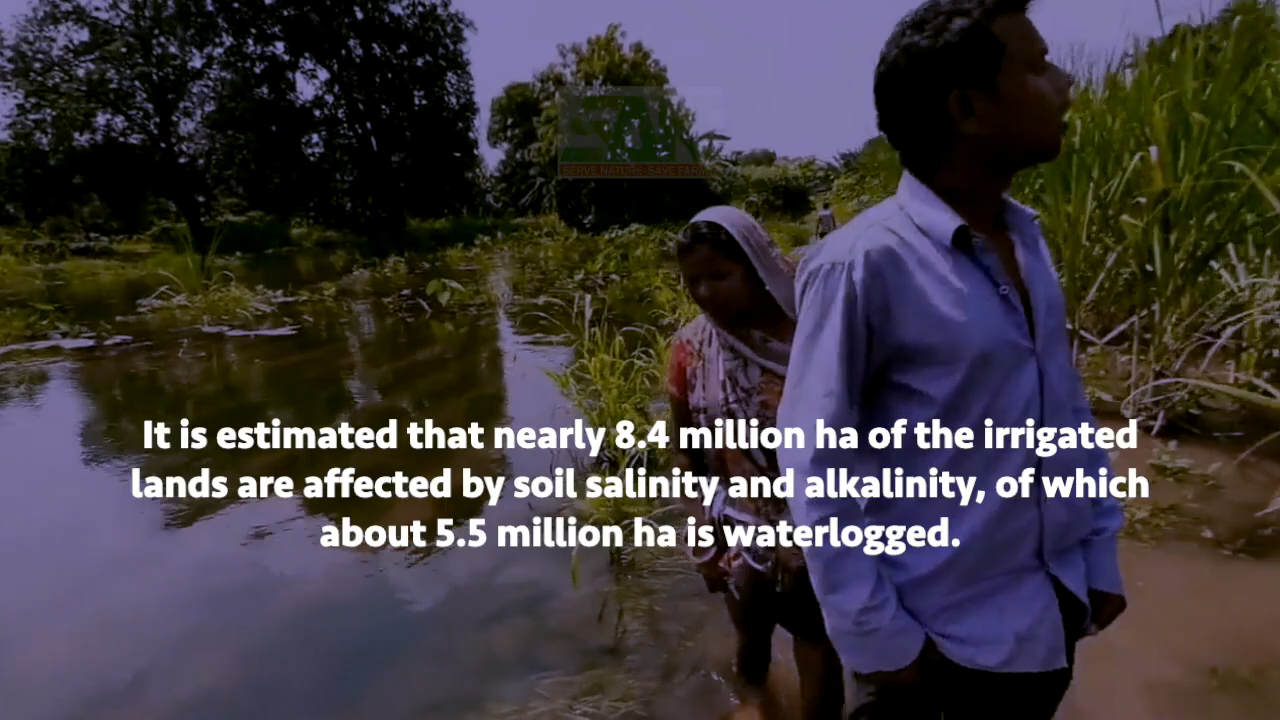 SERVE NATURE, SAVE FARM
It is estimated that nearly 8.4 million ha of the irrigated
lands are affected by soil salinity and alkalinity, of which
about 5.5 million ha is waterlogged.